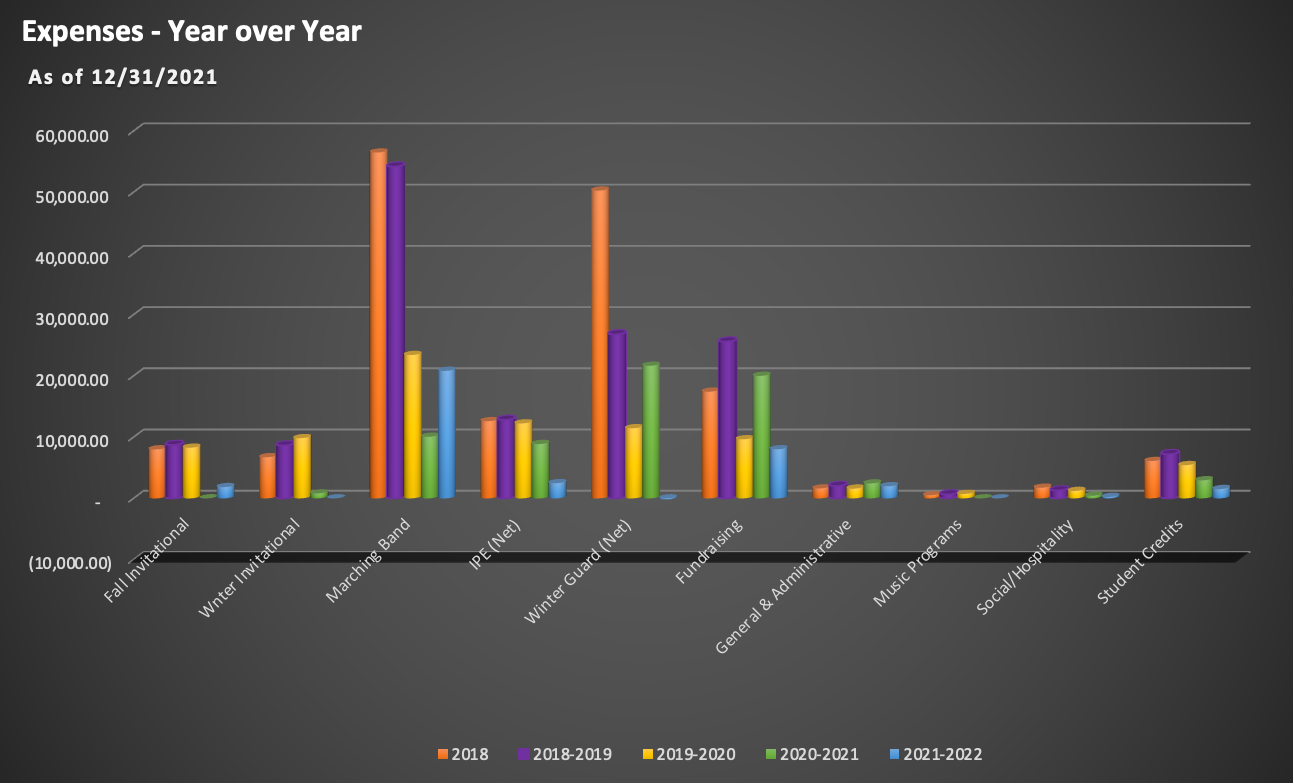 Expenses - Year over Year
As of 12/31/2021
60,000.00
50,000.00
40,000.00
30,000.00
20,000.00
10,000.00
-
(10,000.00)
Fall Invitational
Wnter Invitational
Marching Band
IPE (Net)
Winter Guard (Net)
Fundraising
General & Administrative
Music Programs
Social/Hospitality
Student Credits
2018 2018-2019 2019-2020 2020-2021 2021-2022